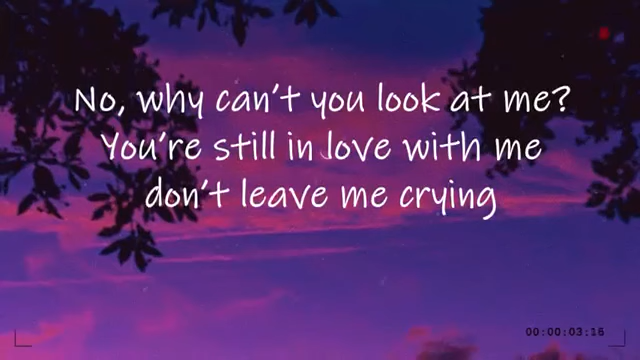 No, why can't you look at me?
You're still in love with me
don't leave me crying
00:00:03:16